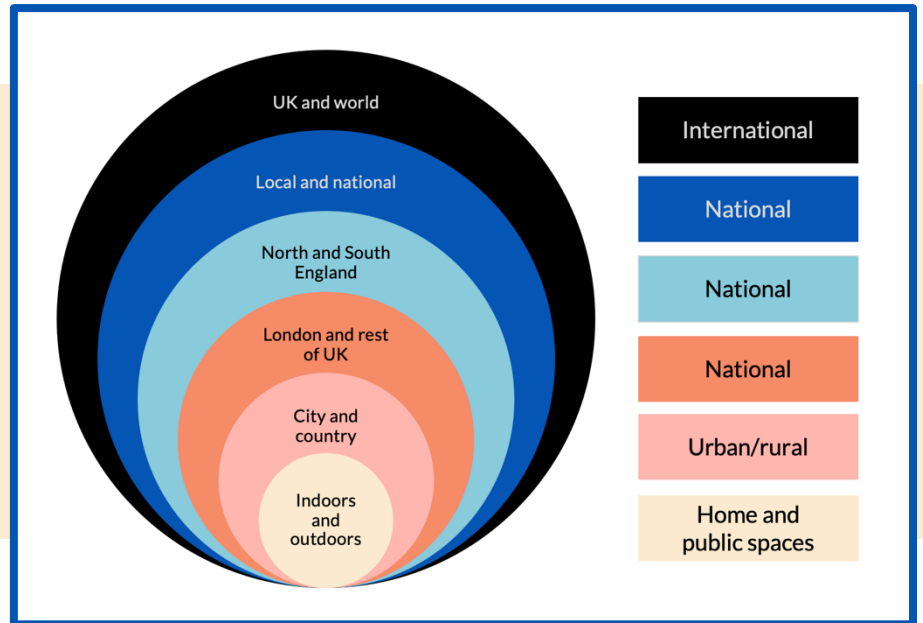 UK and world
Local and national
North and South
England
London and rest
of UK
City and
country
Indoors
and
outdoors
International
National
National
National
Urban/rural
Home and
public spaces